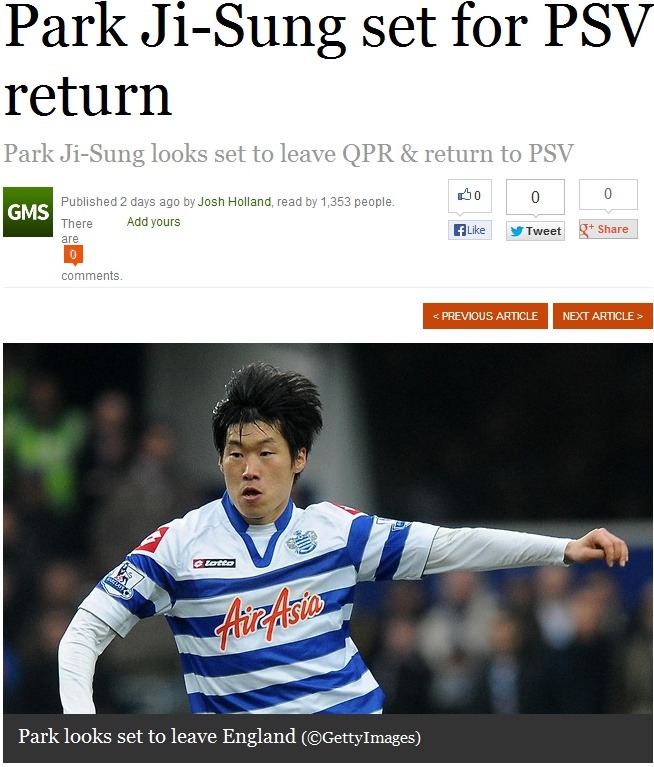 Park Ji-Sung set for PSV
return
Park Ji-Sung looks set to leave QPR & return to PSV
GMS
Published 2 days ago by Josh Holland, read by 1,353 people.
There
are
0
comments.
Add yours
0
Like
0
Tweet
0
g+ Share
< PREVIOUS ARTICLE
NEXT ARTICLE >
lotto
AirAsia
Park looks set to leave England (©GettyImages)